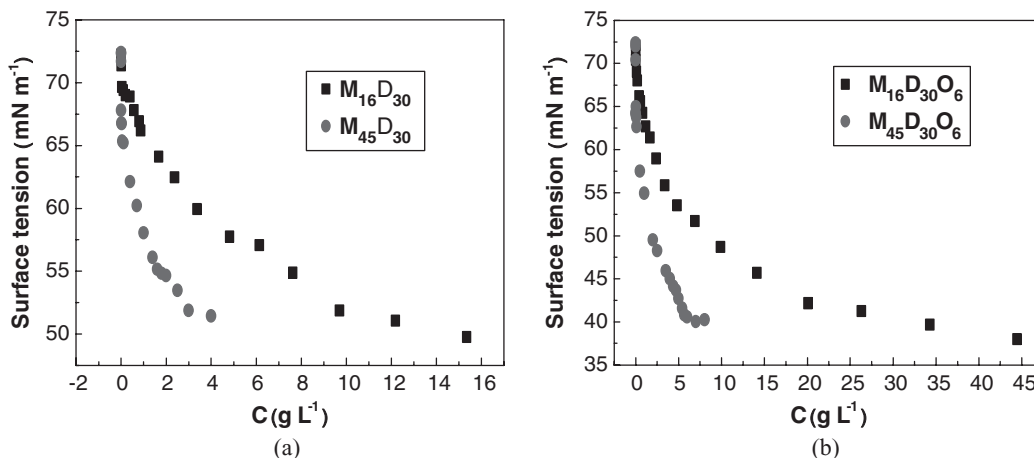 75
70
65
60
55
50
Surface tension (mN m⁻¹)
M₁₆D₃₀
M₄₅D₃₀
-2 0 2 4 6 8 10 12 14 16
C (g L⁻¹)
(a)
75
70
65
60
55
50
45
40
35
Surface tension (mN m⁻¹)
M₁₆D₃₀O₆
M₄₅D₃₀O₆
0 5 10 15 20 25 30 35 40 45
C (g L⁻¹)
(b)